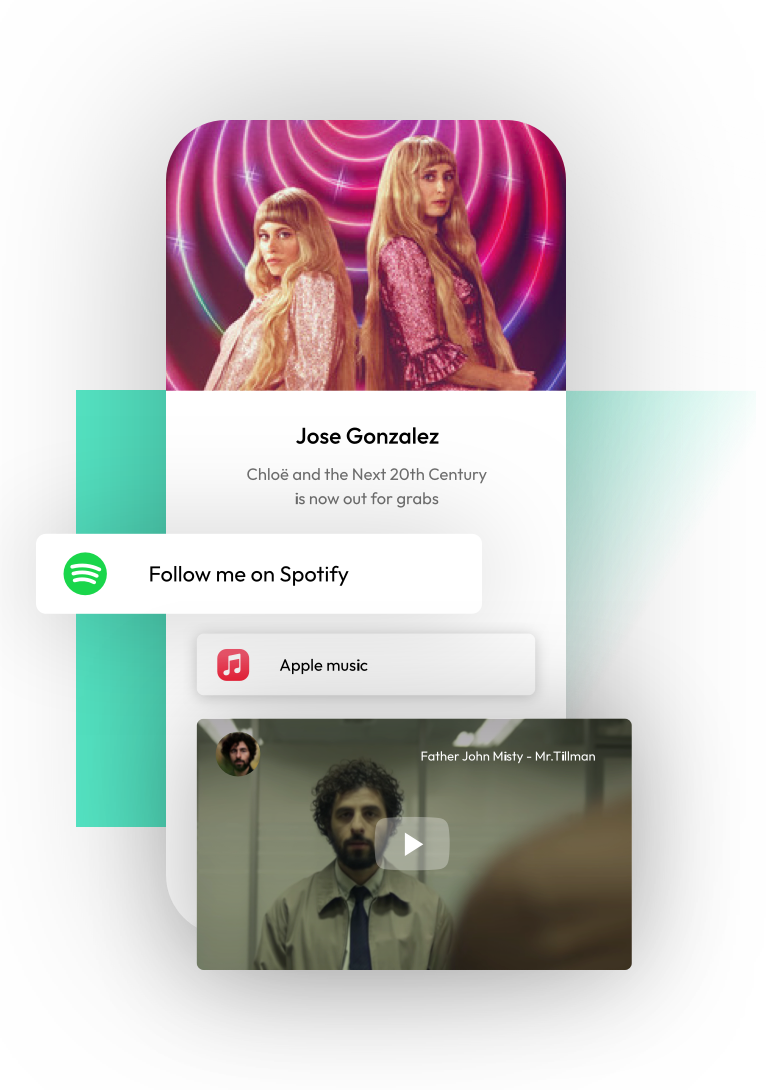 Jose Gonzalez
Chloë and the Next 20th Century
is now out for grabs
Follow me on Spotify
Apple music
Father John Misty - Mr.Tillman